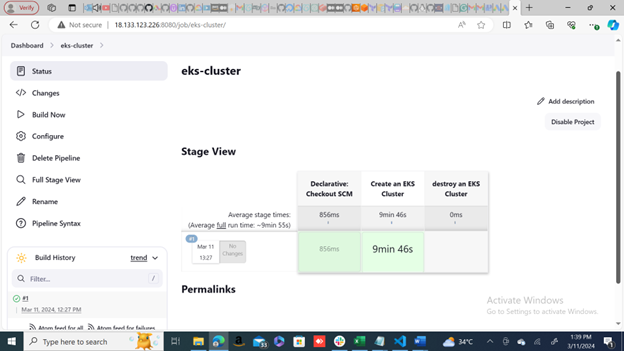 Verify
Not secure
18.133.123.226:8080/job/eks-cluster/
Dashboard > eks-cluster >
Status
Changes
Build Now
Configure
Delete Pipeline
Full Stage View
Rename
Pipeline Syntax
Build History
trend
Filter...
/
#1
Mar 11, 2024, 12:27 PM
Atom feed for all
Atom feed for failures
eks-cluster
Add description
Disable Project
Stage View
Declarative: Checkout SCM
Create an EKS Cluster
destroy an EKS Cluster
Average stage times:
(Average full run time: ~9min 55s)
856ms
9min 46s
0ms
#1
Mar 11
13:27
No Changes
856ms
9min 46s
Permalinks
Activate Windows
Go to Settings to activate Windows.
Type here to search
33
34°C
1:39 PM
3/11/2024